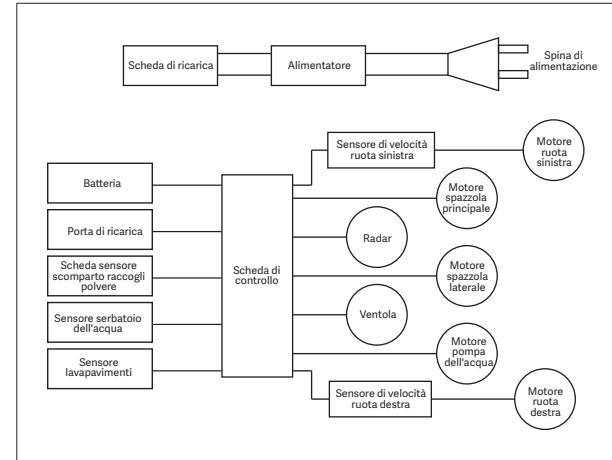 Scheda di ricarica
Alimentatore
Spina di
alimentazione
Sensore di velocità
ruota sinistra
Motore
ruota
sinistra
Batteria
Motore
spazzola
principale
Porta di ricarica
Radar
Scheda sensore
scomparto raccogli
polvere
Scheda di
controllo
Motore
spazzola
laterale
Sensore serbatoio
dell'acqua
Ventola
Sensore
lavapavimenti
Motore
pompa
dell'acqua
Sensore di velocità
ruota destra
Motore
ruota
destra